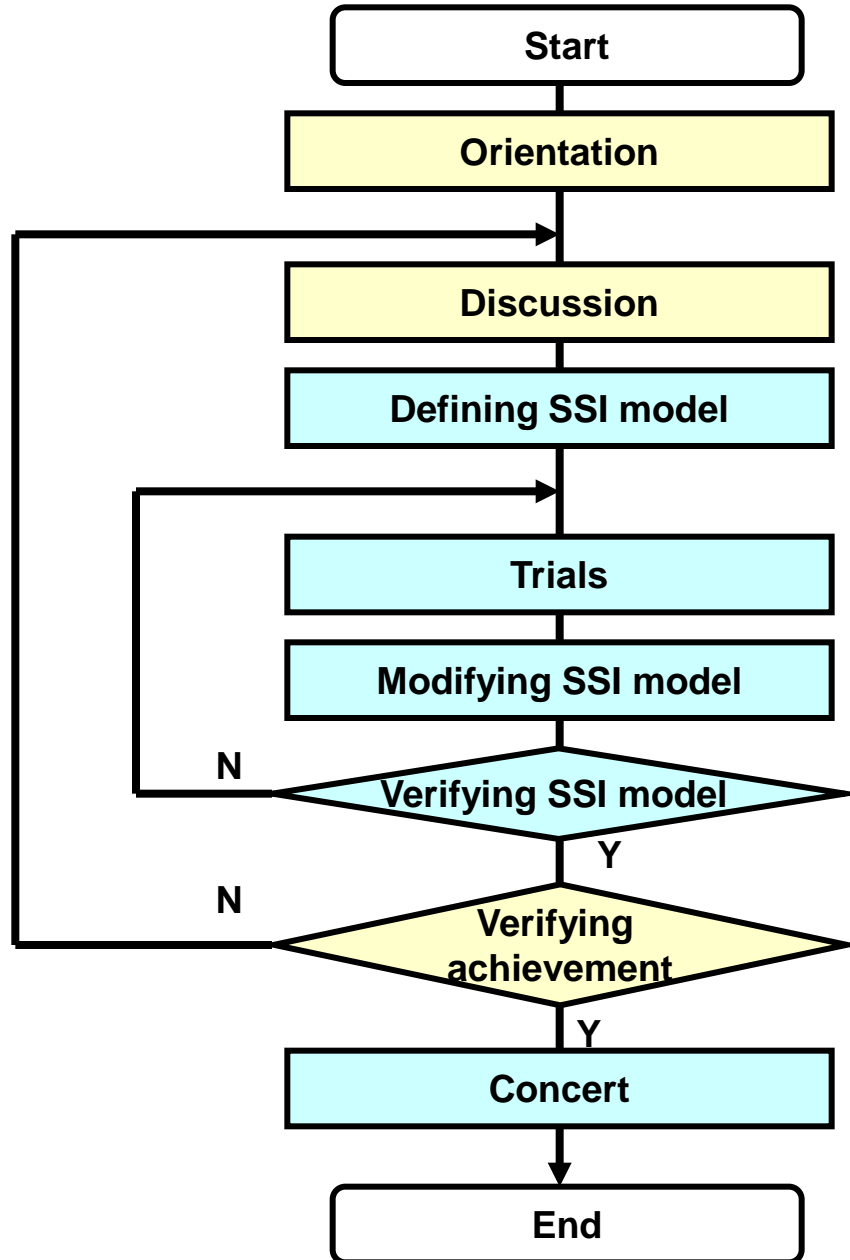 Start
Orientation
Discussion
Defining SSI model
Trials
Modifying SSI model
N
Verifying SSI model
Y
N
Verifying
achievement
Y
Concert
End